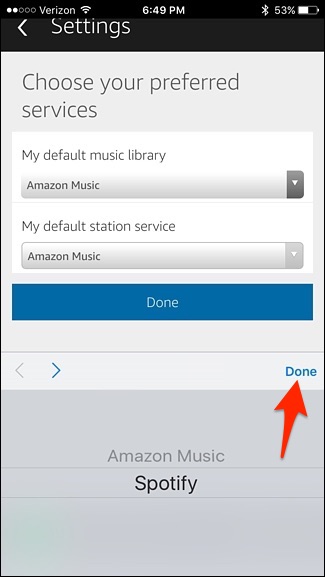 Verizon 6:49 PM 53%
Settings
Choose your preferred
services
My default music library
Amazon Music
My default station service
Amazon Music
Done
Done
Amazon Music
Spotify